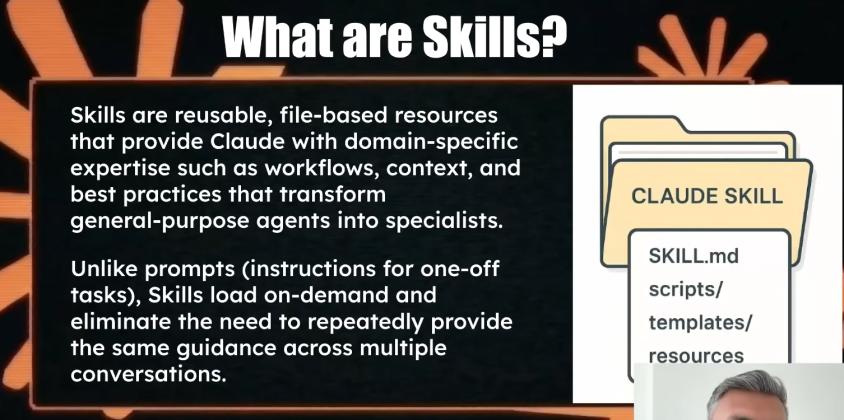 What are Skills?
Skills are reusable, file-based resources
that provide Claude with domain-specific
expertise such as workflows, context, and
best practices that transform
general-purpose agents into specialists.
Unlike prompts (instructions for one-off
tasks), Skills load on-demand and
eliminate the need to repeatedly provide
the same guidance across multiple
conversations.
CLAUDE SKILL
SKILL.md
scripts/
templates/
resources